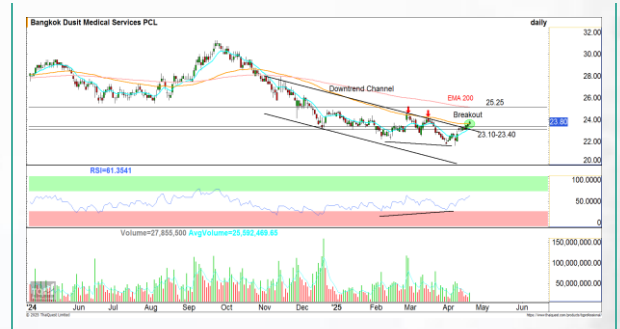 Bangkok Dusit Medical Services PCL
daily
32.00
30.00
28.00
Downtrend Channel
26.00
EMA 200
25.25
Breakout
24.00
23.80
23.10-23.40
22.00
20.00
RSI=61.3541
100.0000
50.0000
0
Volume=27,855,500 AvgVolume=25,592,469.65
150,000,000.00
100,000,000.00
50,000,000.00
'24 Jun Jul Aug Sep Oct Nov Dec '25 Feb Mar Apr May Jun